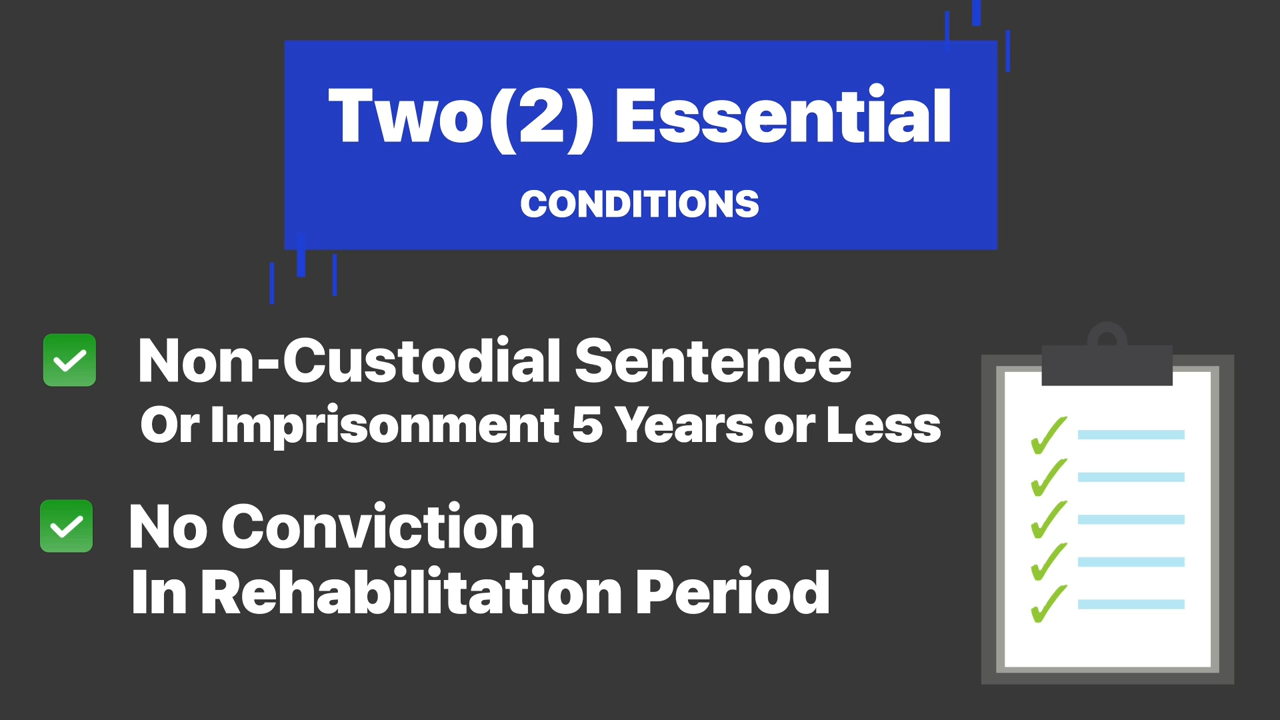 Two(2) Essential
CONDITIONS
Non-Custodial Sentence
Or Imprisonment 5 Years or Less
No Conviction
In Rehabilitation Period